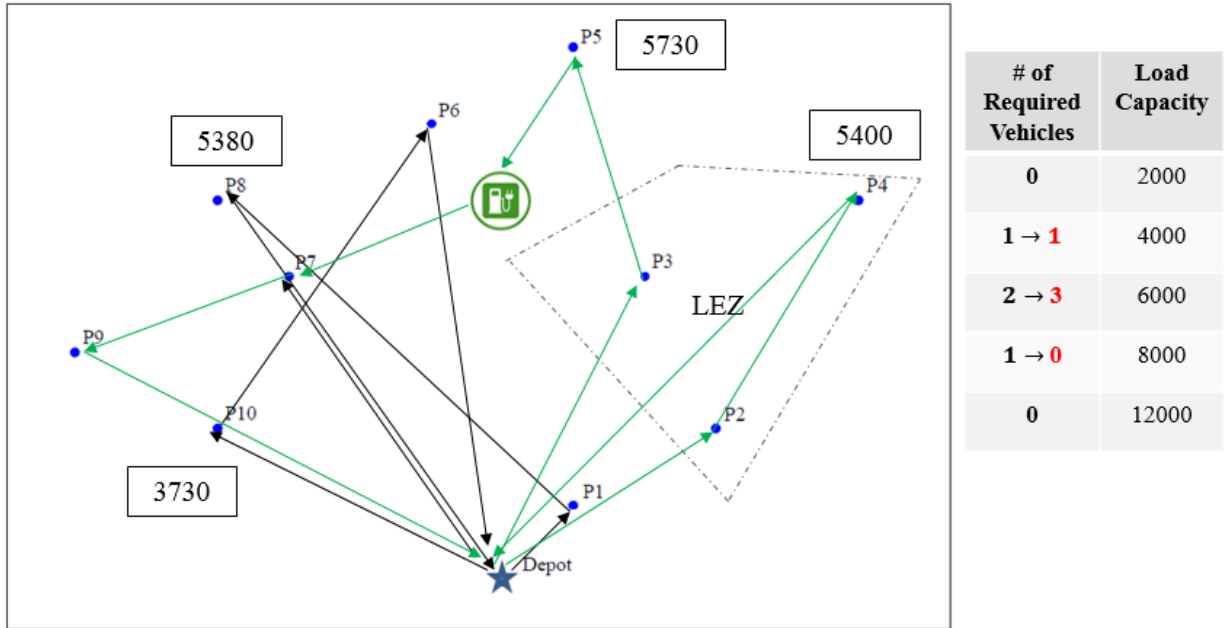 P5
5730
P6
5380
5400
P8
P4
P7
P3
LEZ
P9
P10
P2
3730
P1
Depot
# of Required Vehicles
Load Capacity
0 2000
1 → 1 4000
2 → 3 6000
1 → 0 8000
0 12000